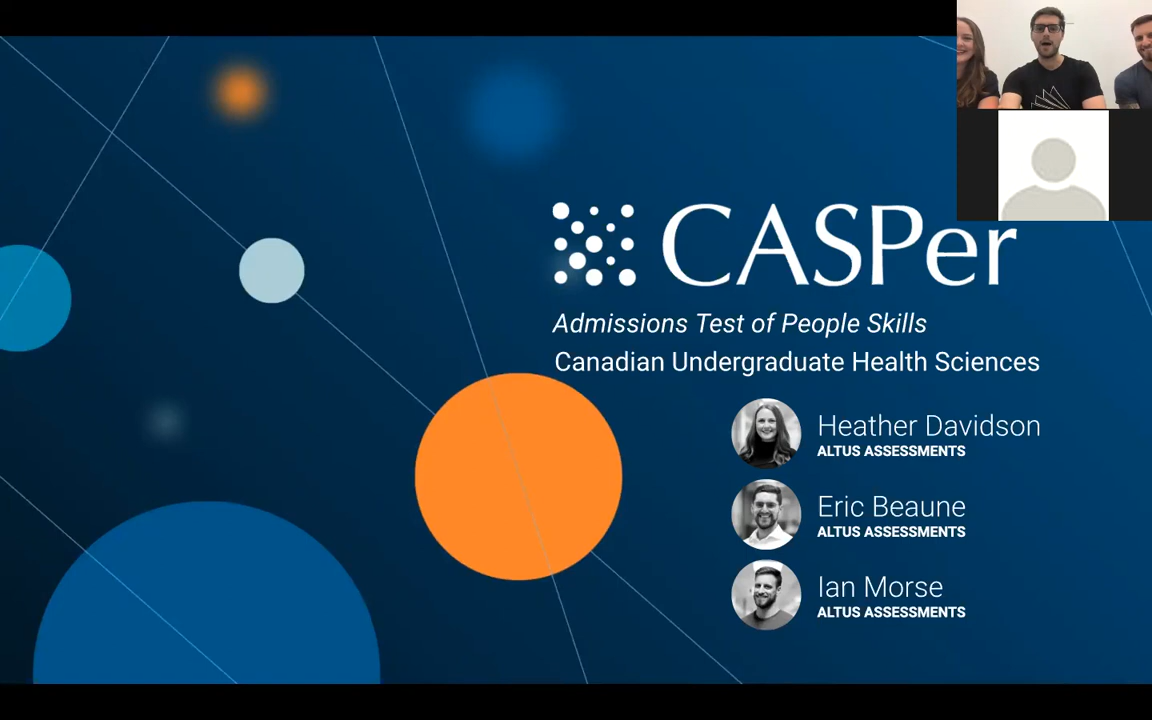 CASPer
Admissions Test of People Skills
Canadian Undergraduate Health Sciences
Heather Davidson
ALTUS ASSESSMENTS
Eric Beaune
ALTUS ASSESSMENTS
Ian Morse
ALTUS ASSESSMENTS